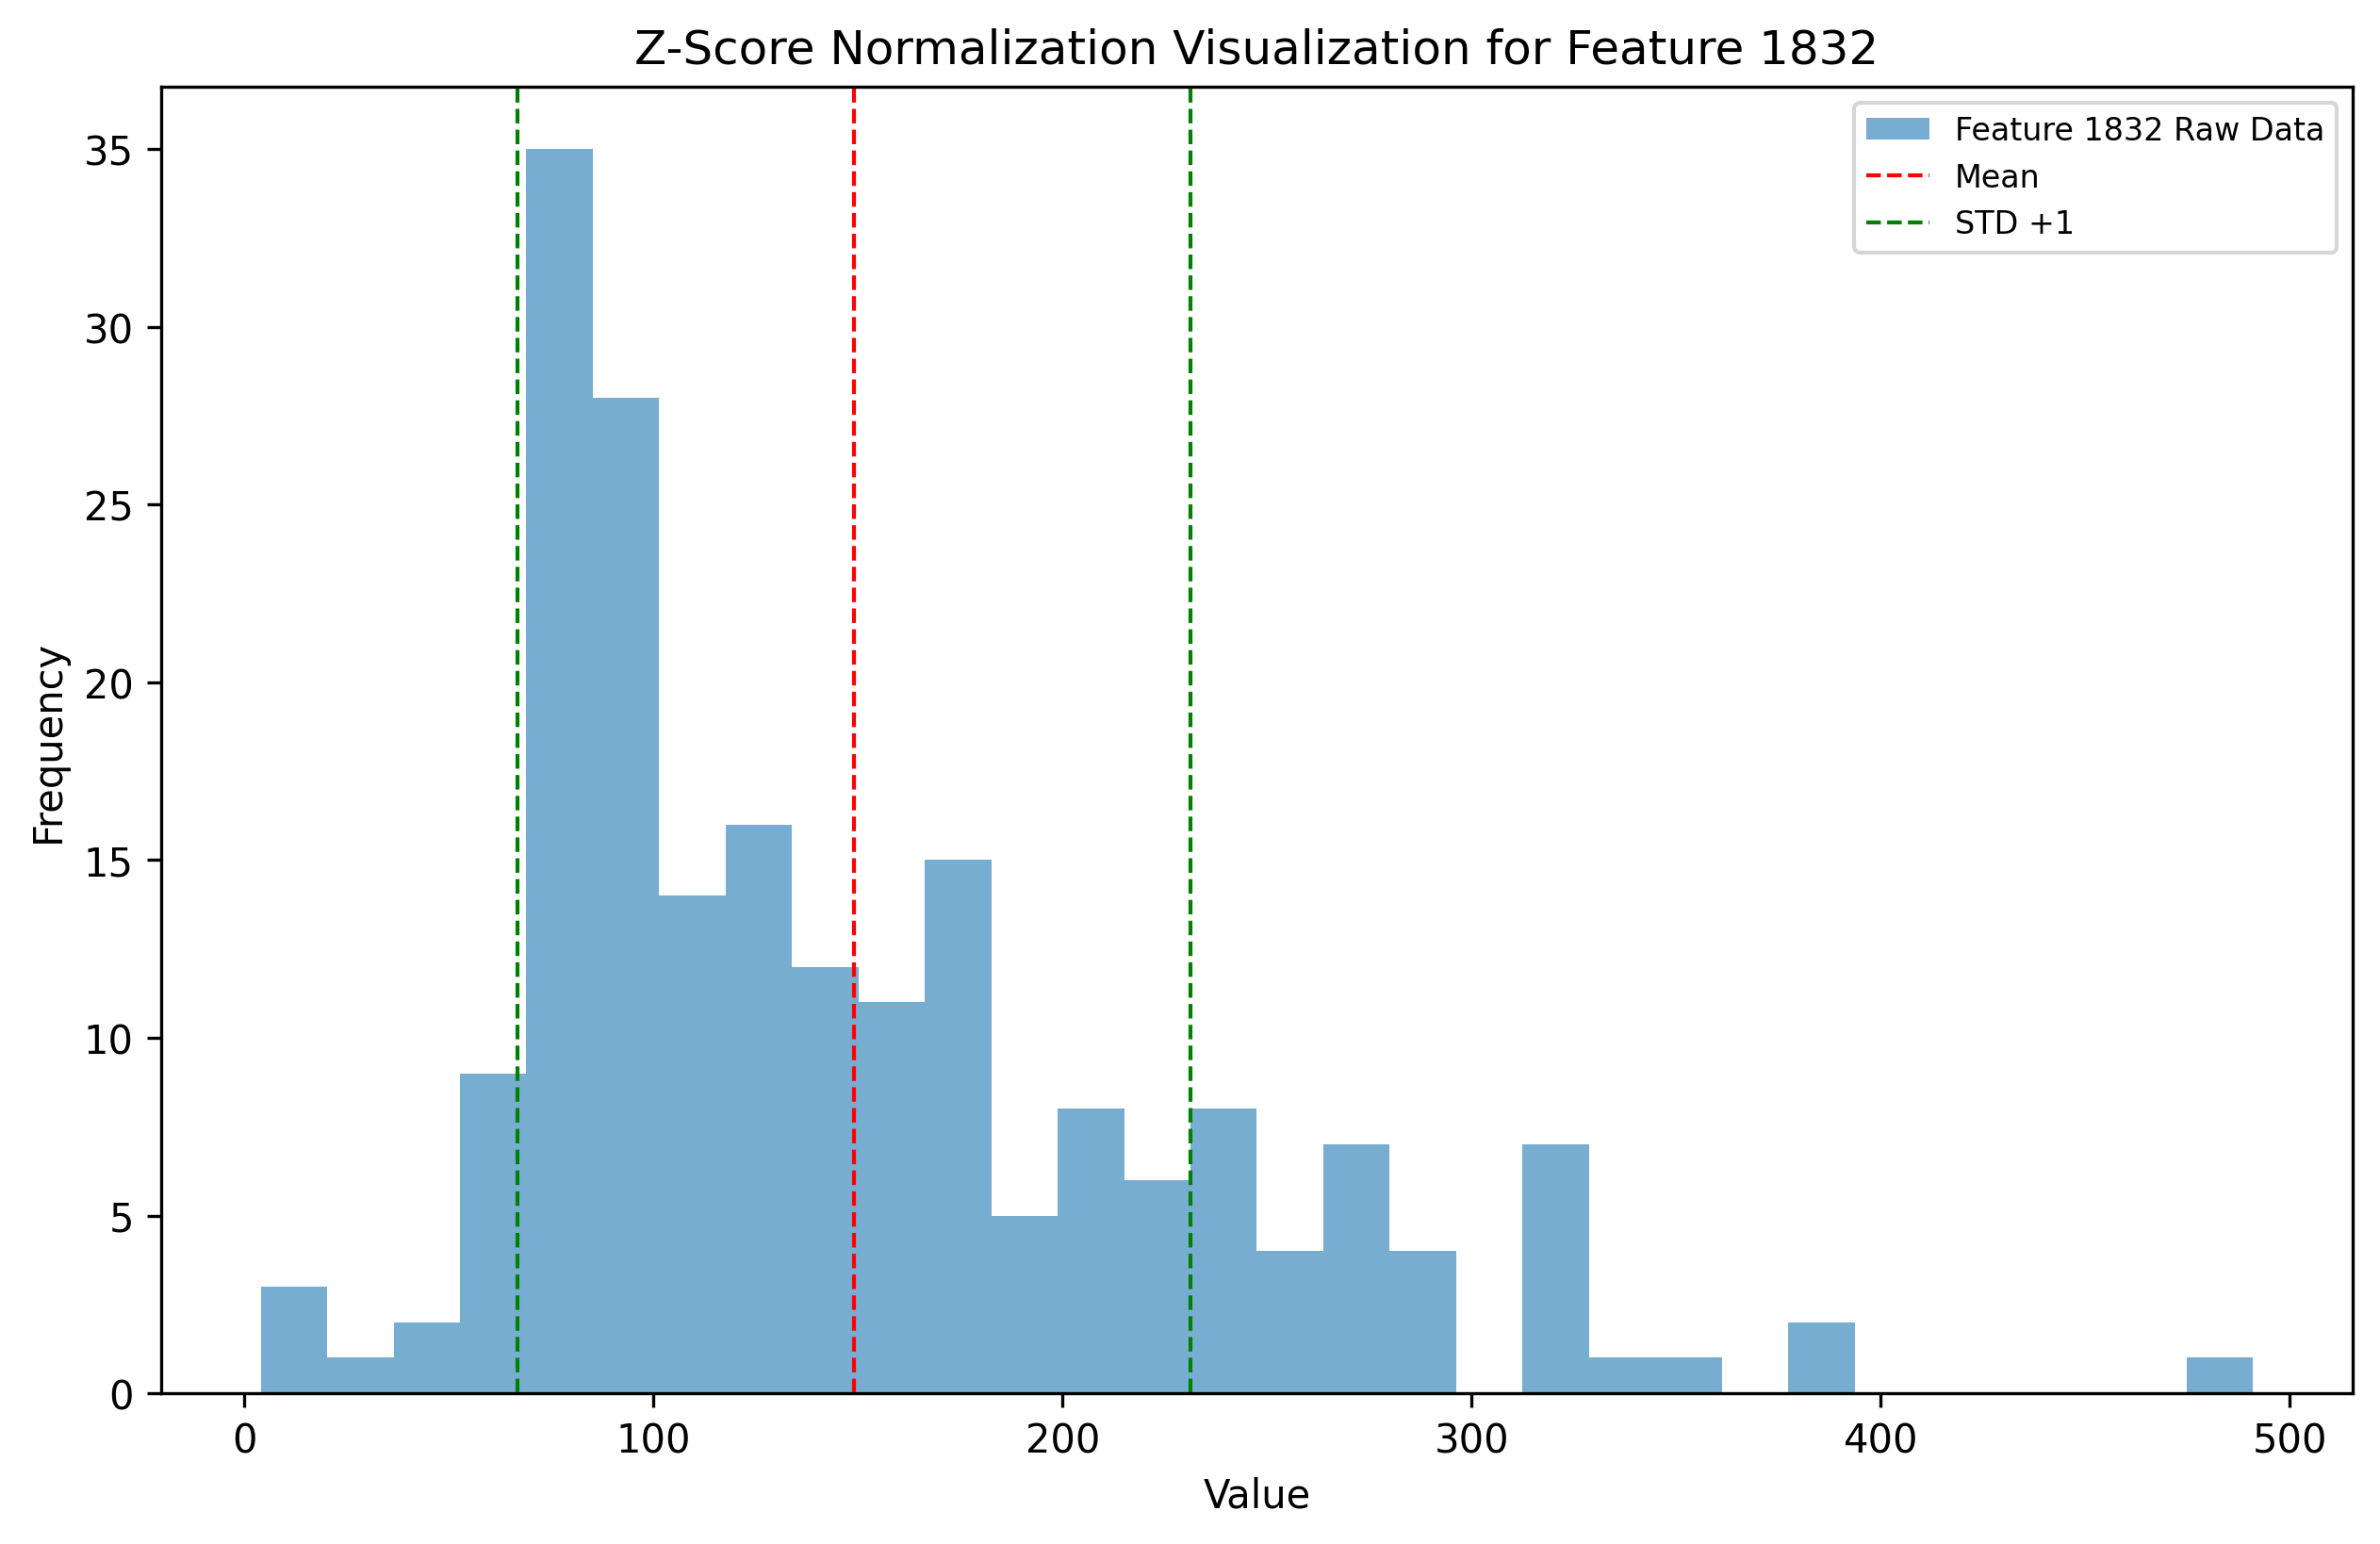 Z-Score Normalization Visualization for Feature 1832
Feature 1832 Raw Data
Mean
STD +1
35
30
25
20
15
10
5
0
Frequency
0 100 200 300 400 500
Value